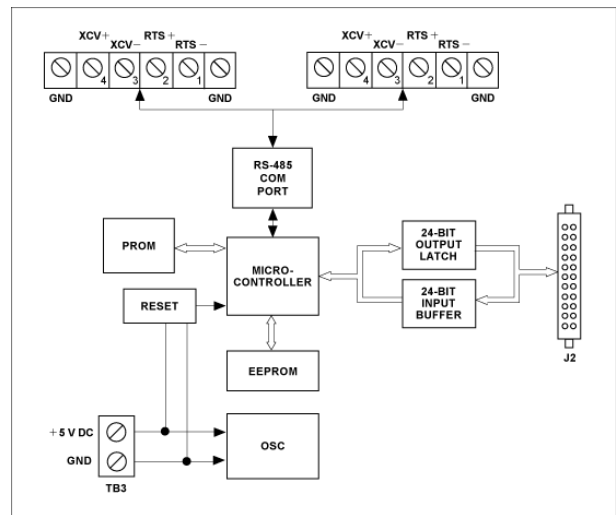 XCV+ RTS + XCV+ RTS +
XCV− RTS − XCV− RTS −
4 3 2 1 4 3 2 1
GND GND GND GND
RS-485
COM
PORT
PROM
MICRO-
CONTROLLER
24-BIT
OUTPUT
LATCH
24-BIT
INPUT
BUFFER
RESET
J2
EEPROM
+5 V DC
GND
OSC
TB3